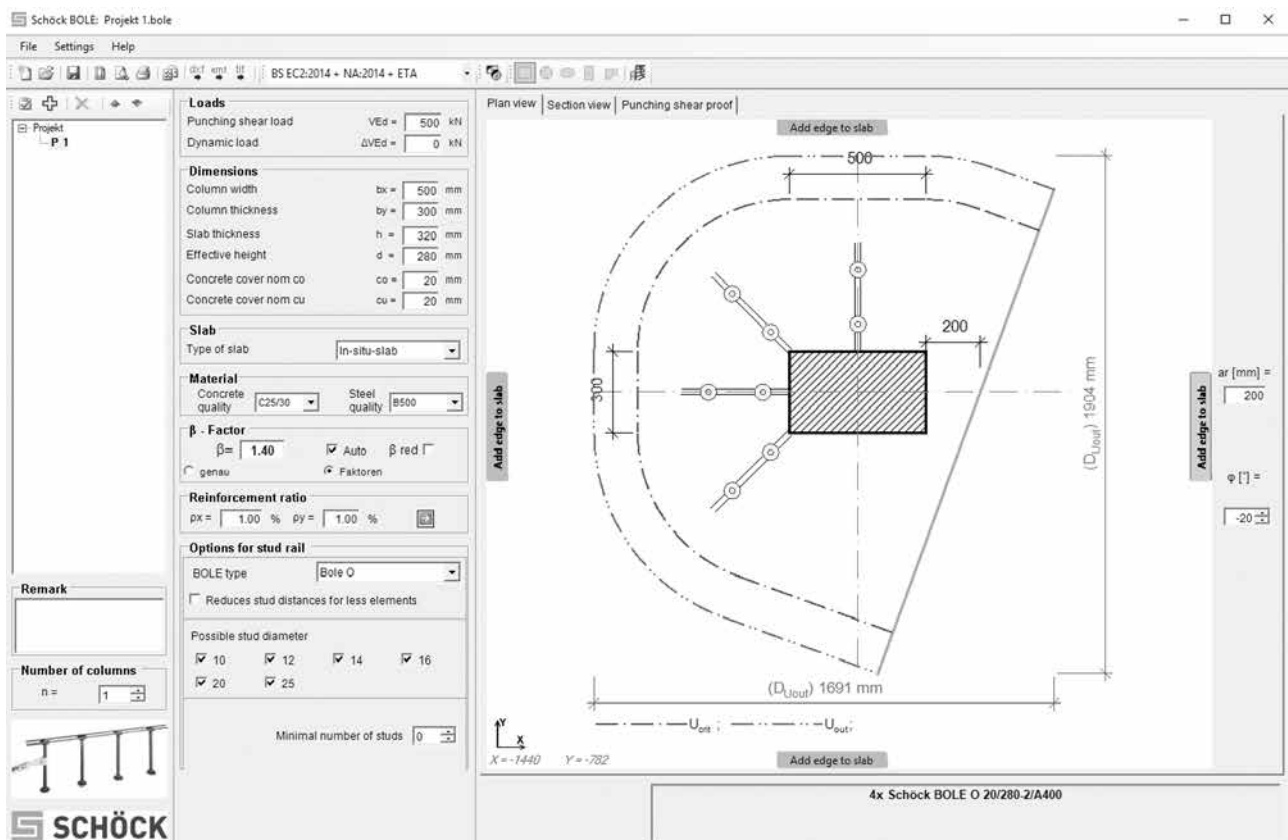 Schöck BOLE: Projekt 1.bole
File Settings Help
dxf xml tif BS EC2:2014 + NA:2014 + ETA
Projekt
P 1
Remark
Number of columns
n = 1
SCHÖCK
Loads
Punching shear load VEd = 500 kN
Dynamic load ΔVEd = 0 kN
Dimensions
Column width bx = 500 mm
Column thickness by = 300 mm
Slab thickness h = 320 mm
Effective height d = 280 mm
Concrete cover nom co co = 20 mm
Concrete cover nom cu cu = 20 mm
Slab
Type of slab In-situ-slab
Material
Concrete quality C25/30 Steel quality B500
β - Factor
β= 1.40 Auto β red
genau Faktoren
Reinforcement ratio
ρx = 1.00 % ρy = 1.00 %
Options for stud rail
BOLE type Bole O
Reduces stud distances for less elements
Possible stud diameter
10 12 14 16
20 25
Minimal number of studs 0
Plan view Section view Punching shear proof
Add edge to slab
500
200
300
Add edge to slab
(D_Uout) 1904 mm
Add edge to slab
ar [mm] =
200
φ [°] =
-20
(D_Uout) 1691 mm
U_crit ; U_out;
Y
X
X = -1440 Y = -782
Add edge to slab
4x Schöck BOLE O 20/280-2/A400